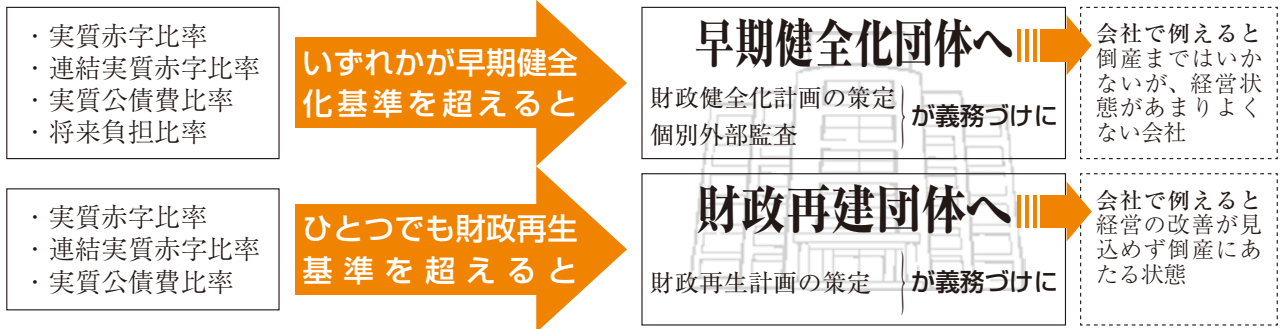 ・実質赤字比率
・連結実質赤字比率
・実質公債費比率
・将来負担比率
いずれかが早期健全
化基準を超えると
早期健全化団体へ
財政健全化計画の策定
個別外部監査
が義務づけに
会社で例えると
倒産まではいか
ないが、経営状
態があまりよく
ない会社
・実質赤字比率
・連結実質赤字比率
・実質公債費比率
ひとつでも財政再生
基準を超えると
財政再建団体へ
財政再生計画の策定
が義務づけに
会社で例えると
経営の改善が見
込めず倒産にあ
たる状態